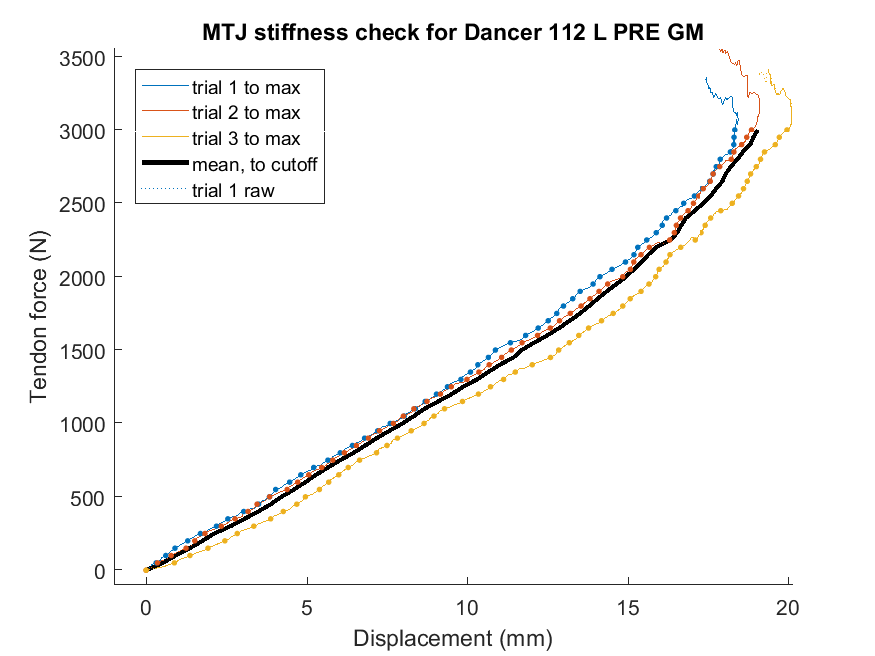 MTJ stiffness check for Dancer 112 L PRE GM
3500
3000
2500
2000
1500
1000
500
0
Tendon force (N)
trial 1 to max
trial 2 to max
trial 3 to max
mean, to cutoff
trial 1 raw
0 5 10 15 20
Displacement (mm)